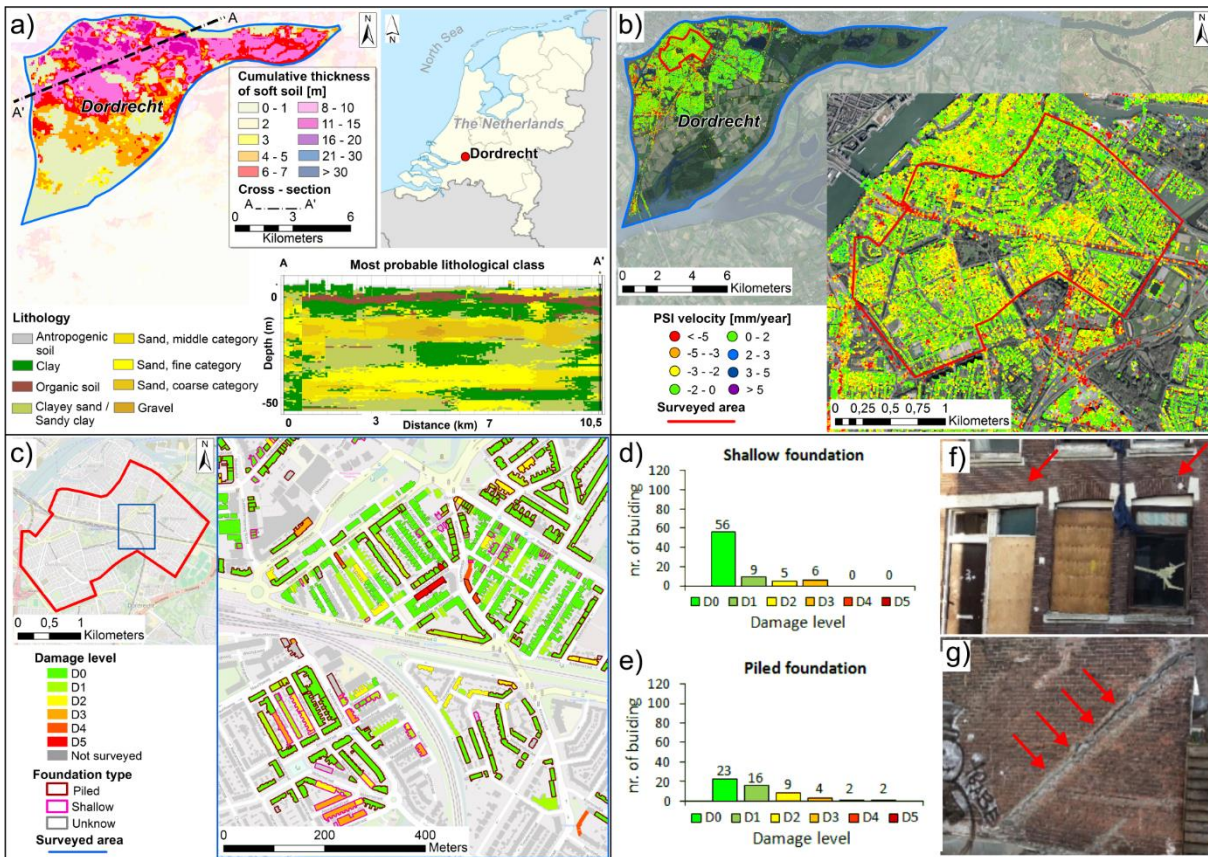 a)
A
A'
Dordrecht
N
Cumulative thickness
of soft soil [m]
0 - 1
2
3
4 - 5
6 - 7
8 - 10
11 - 15
16 - 20
21 - 30
> 30
Cross - section
A
A'
0
3
6
Kilometers
N
North Sea
The Netherlands
Dordrecht
Lithology
Antropogenic
soil
Clay
Organic soil
Clayey sand /
Sandy clay
Sand, middle category
Sand, fine category
Sand, coarse category
Gravel
A
Most probable lithological class
A'
0
Depth (m)
-50
0
3
Distance (km)
7
10,5
b)
N
Dordrecht
0
2
4
6
Kilometers
PSI velocity [mm/year]
< -5
-5 - -3
-3 - -2
-2 - 0
0 - 2
2 - 3
3 - 5
> 5
Surveyed area
0
0,25
0,5
0,75
1
Kilometers
c)
N
0
0,5
1
Kilometers
Damage level
D0
D1
D2
D3
D4
D5
Not surveyed
Foundation type
Piled
Shallow
Unknow
Surveyed area
0
200
400
Meters
d)
Shallow foundation
nr. of buiding
120
100
80
60
40
20
0
56
9
5
6
0
0
D0 D1 D2 D3 D4 D5
Damage level
e)
Piled foundation
nr. of buiding
120
100
80
60
40
20
0
23
16
9
4
2
2
D0 D1 D2 D3 D4 D5
Damage level
f)
g)